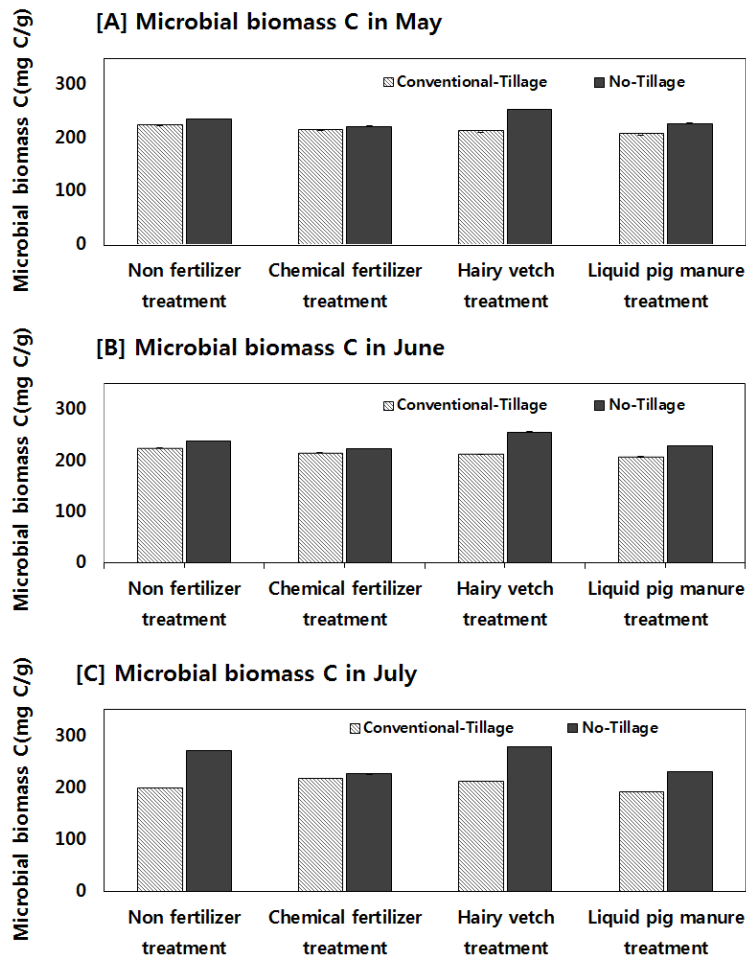 [A] Microbial biomass C in May
Microbial biomass C(mg C/g)
300
200
100
0
Conventional-Tillage
No-Tillage
Non fertilizer treatment
Chemical fertilizer treatment
Hairy vetch treatment
Liquid pig manure treatment
[B] Microbial biomass C in June
Microbial biomass C(mg C/g)
300
200
100
0
Conventional-Tillage
No-Tillage
Non fertilizer treatment
Chemical fertilizer treatment
Hairy vetch treatment
Liquid pig manure treatment
[C] Microbial biomass C in July
Microbial biomass C(mg C/g)
300
200
100
0
Conventional-Tillage
No-Tillage
Non fertilizer treatment
Chemical fertilizer treatment
Hairy vetch treatment
Liquid pig manure treatment